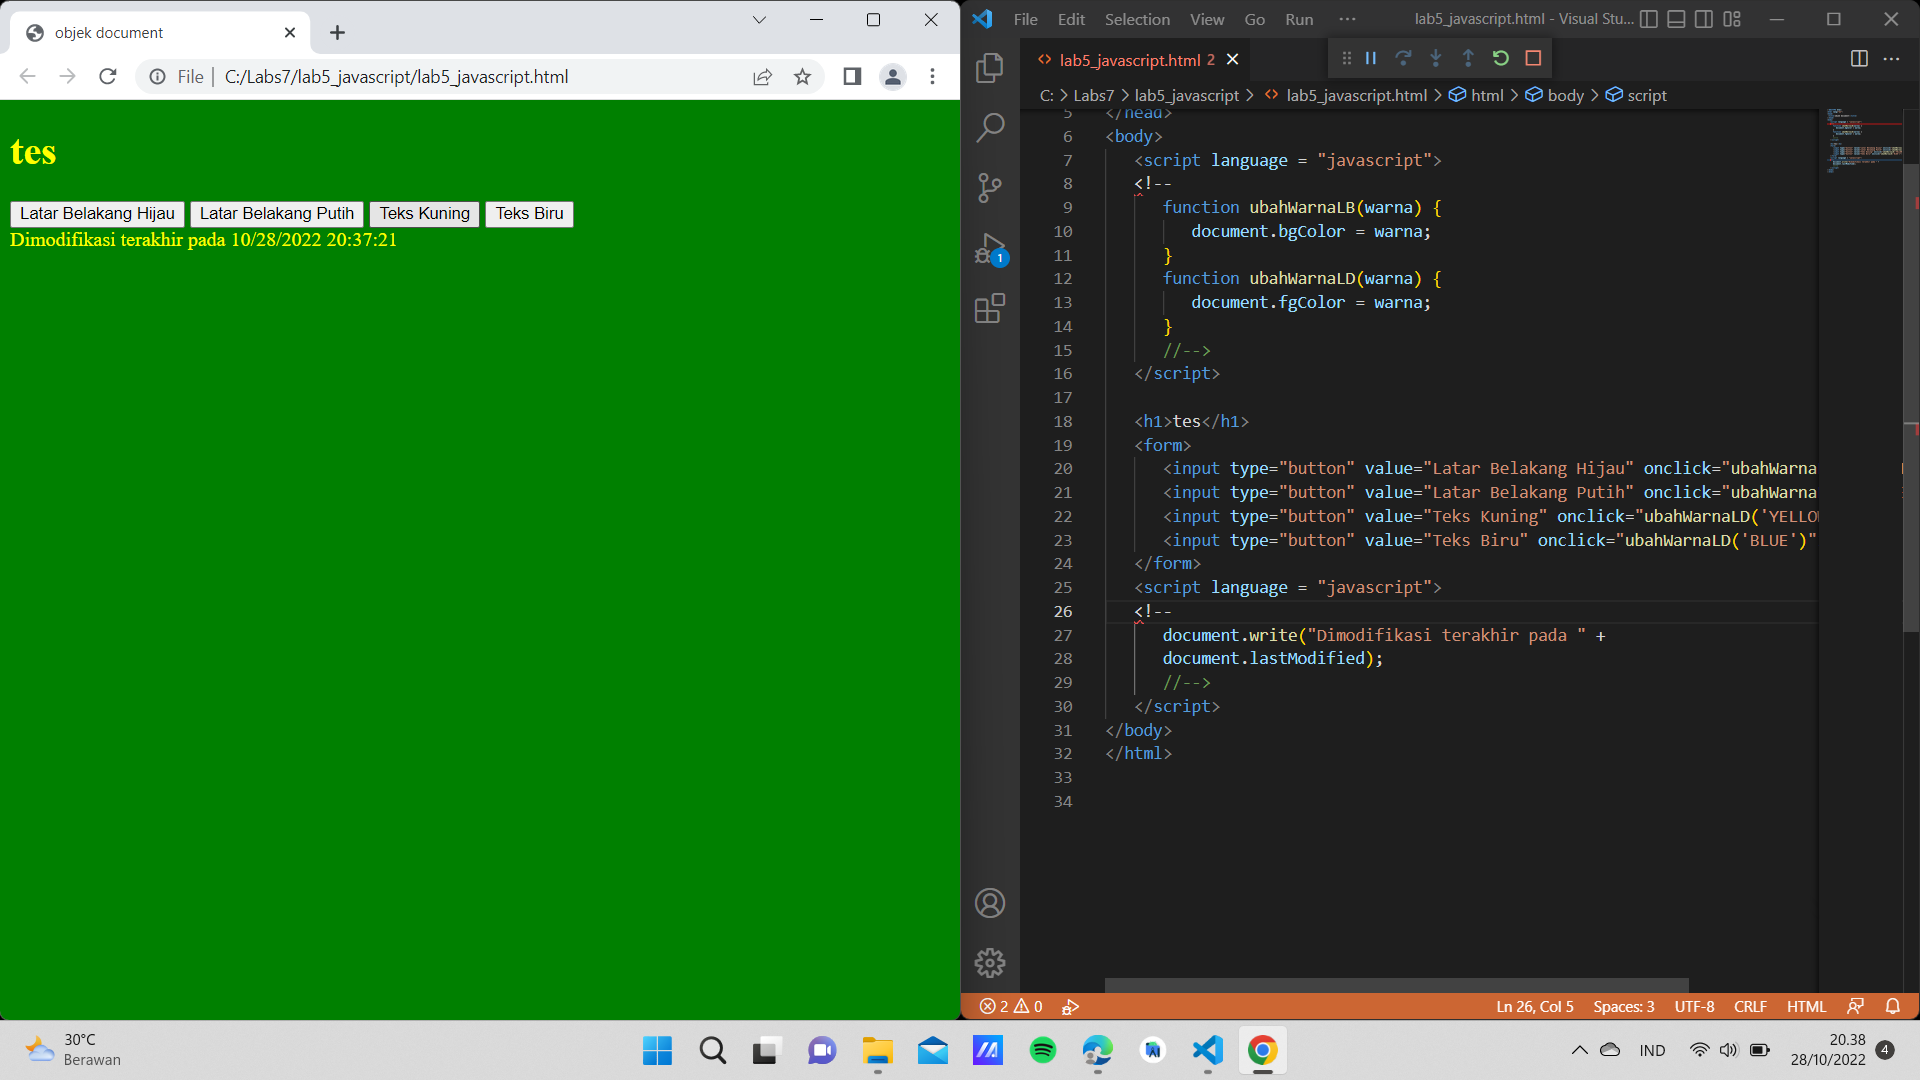 objek document
File | C:/Labs7/lab5_javascript/lab5_javascript.html
tes
Latar Belakang Hijau Latar Belakang Putih Teks Kuning Teks Biru
Dimodifikasi terakhir pada 10/28/2022 20:37:21
File Edit Selection View Go Run ··· lab5_javascript.html - Visual Stu...
lab5_javascript.html 2
C: > Labs7 > lab5_javascript > lab5_javascript.html > html > body > script
5 </head>
6 <body>
7 <script language = "javascript">
8 <!--
9 function ubahWarnaLB(warna) {
10 document.bgColor = warna;
11 }
12 function ubahWarnaLD(warna) {
13 document.fgColor = warna;
14 }
15 //-->
16 </script>
17
18 <h1>tes</h1>
19 <form>
20 <input type="button" value="Latar Belakang Hijau" onclick="ubahWarna
21 <input type="button" value="Latar Belakang Putih" onclick="ubahWarna
22 <input type="button" value="Teks Kuning" onclick="ubahWarnaLD('YELLO
23 <input type="button" value="Teks Biru" onclick="ubahWarnaLD('BLUE')"
24 </form>
25 <script language = "javascript">
26 <!--
27 document.write("Dimodifikasi terakhir pada " +
28 document.lastModified);
29 //-->
30 </script>
31 </body>
32 </html>
33
34
1
2 0 Ln 26, Col 5 Spaces: 3 UTF-8 CRLF HTML
30°C
Berawan
IND
20.38
28/10/2022
4